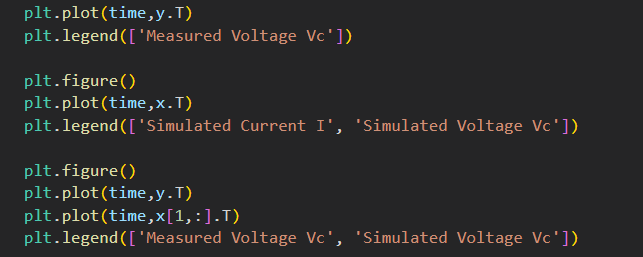 plt.plot(time,y.T)
plt.legend(['Measured Voltage Vc'])
plt.figure()
plt.plot(time,x.T)
plt.legend(['Simulated Current I', 'Simulated Voltage Vc'])
plt.figure()
plt.plot(time,y.T)
plt.plot(time,x[1,:].T)
plt.legend(['Measured Voltage Vc', 'Simulated Voltage Vc'])